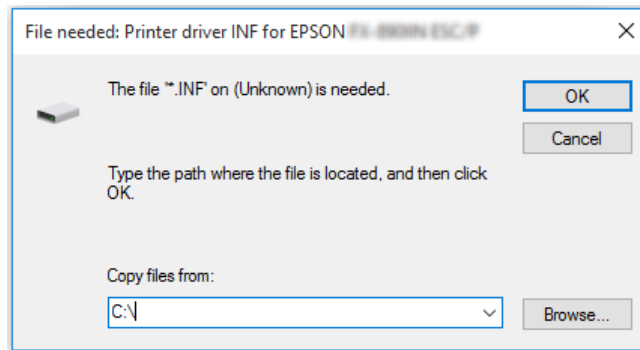 File needed: Printer driver INF for EPSON
The file '*.INF' on (Unknown) is needed.
OK
Cancel
Type the path where the file is located, and then click
OK.
Copy files from:
C:\
Browse...